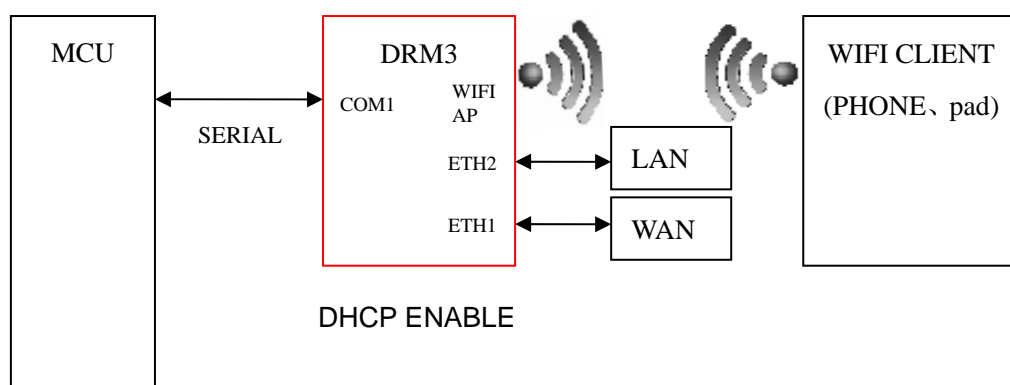 MCU
SERIAL
DRM3
COM1
WIFI
AP
ETH2
ETH1
LAN
WAN
WIFI CLIENT
(PHONE、pad)
DHCP ENABLE